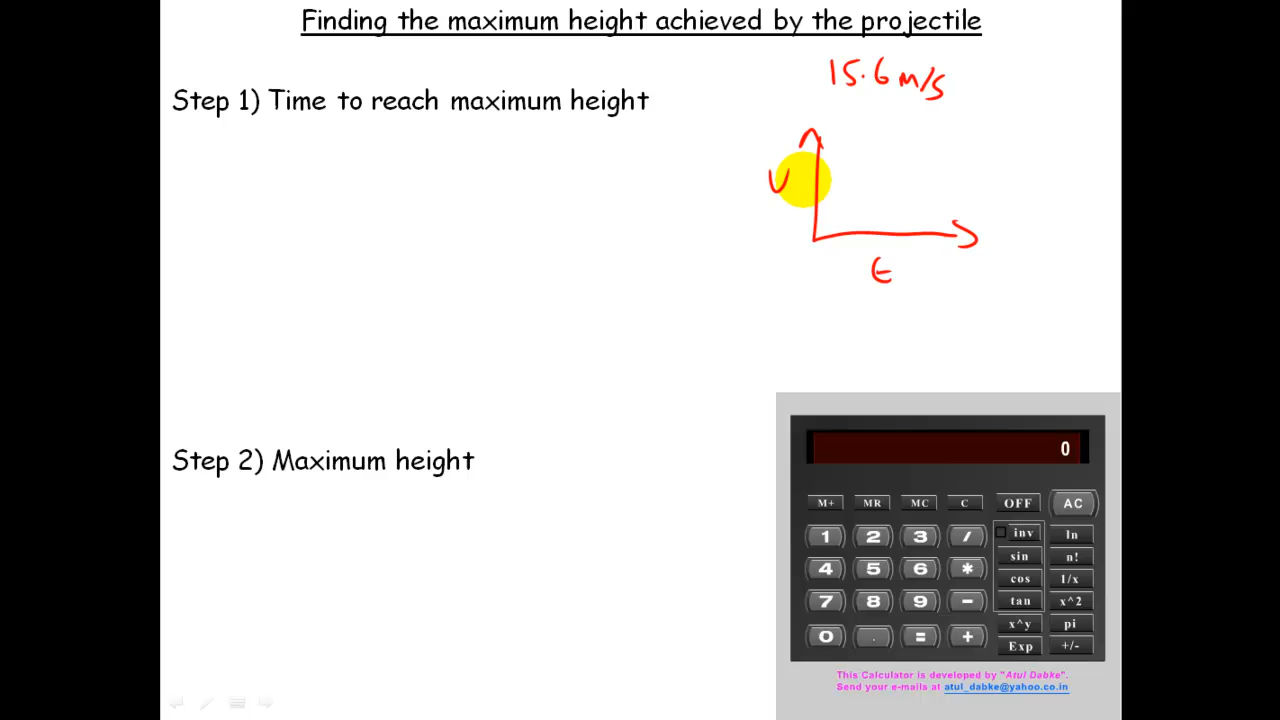 Finding the maximum height achieved by the projectile
15.6 m/s
Step 1) Time to reach maximum height
v
t
Step 2) Maximum height
0
M+ MR MC C OFF AC
1 2 3 / inv ln
4 5 6 * sin n!
cos 1/x
7 8 9 - tan x^2
0 . = + x^y pi
Exp +/-
This Calculator is developed by "Atul Dabke".
Send your e-mails at atul_dabke@yahoo.co.in